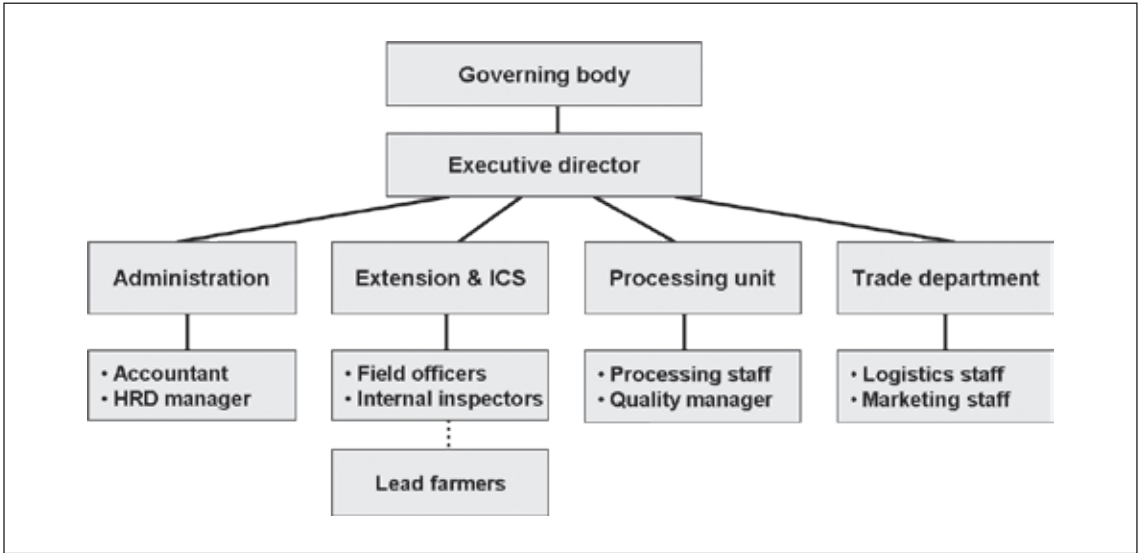 Governing body
Executive director
Administration
Extension & ICS
Processing unit
Trade department
• Accountant
• HRD manager
• Field officers
• Internal inspectors
• Processing staff
• Quality manager
• Logistics staff
• Marketing staff
Lead farmers